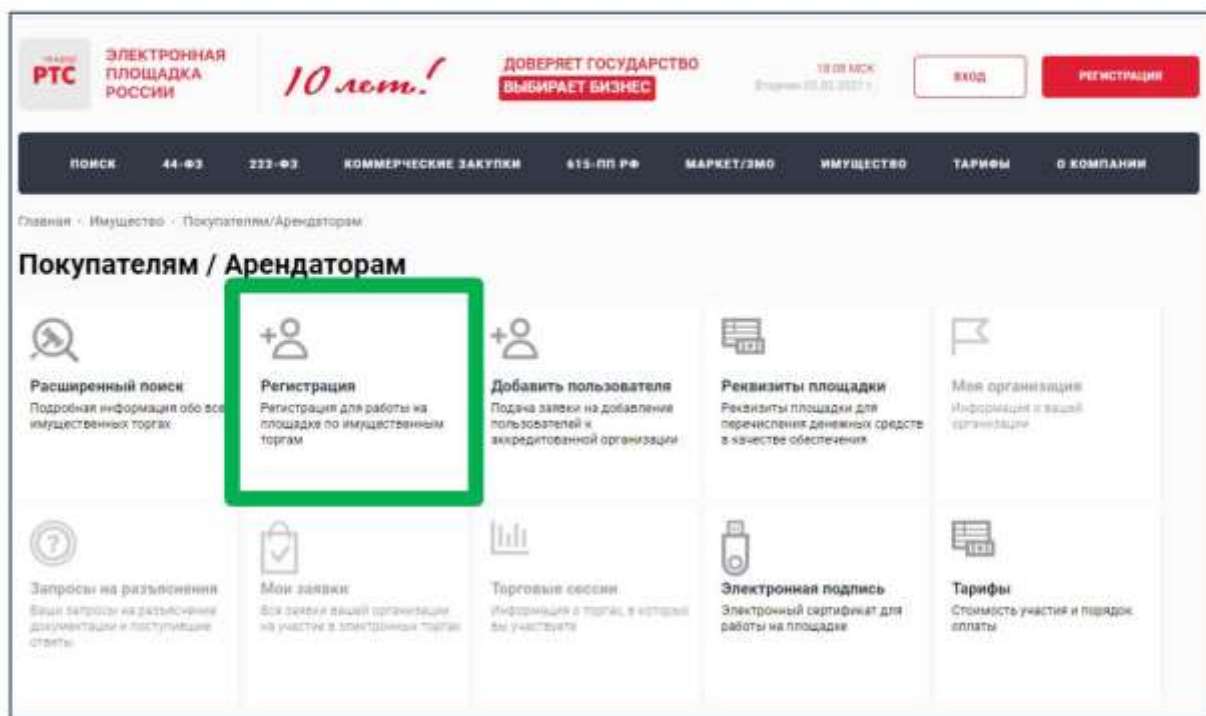 РТС
ЭЛЕКТРОННАЯ
ПЛОЩАДКА
РОССИИ
10 лет!
ДОВЕРЯЕТ ГОСУДАРСТВО
ВЫБИРАЕТ БИЗНЕС
ВХОД
РЕГИСТРАЦИЯ
ПОИСК 44-ФЗ 223-ФЗ КОММЕРЧЕСКИЕ ЗАКУПКИ 615-ПП РФ МАРКЕТ/ЗМО ИМУЩЕСТВО ТАРИФЫ О КОМПАНИИ
Главная - Имущество - Покупателям/Арендаторам
Покупателям / Арендаторам
Расширенный поиск
Подробная информация обо все
имущественных торгах
Регистрация
Регистрация для работы на
площадке по имущественным
торгам
Добавить пользователя
Подача заявки на добавление
пользователей к
аккредитованной организации
Реквизиты площадки
Реквизиты площадки для
перечисления денежных средств
в качестве обеспечения
Моя организация
Информация о вашей
организации
Запросы на разъяснения
Ваши запросы на разъяснение
документации и поступившие
ответы
Мои заявки
Все заявки вашей организации
на участие в электронных торгах
Торговые сессии
Информация о торгах, в которых
вы участвуете
Электронная подпись
Электронный сертификат для
работы на площадке
Тарифы
Стоимость участия и порядок
оплаты